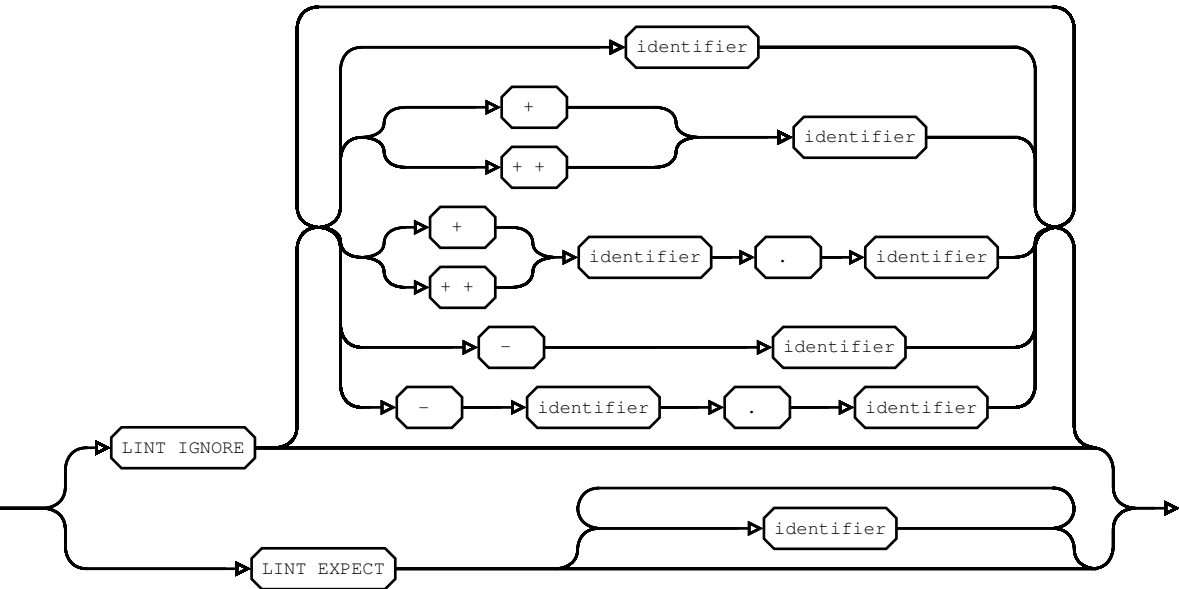 identifier
+
identifier
+ +
+
identifier . identifier
+ +
- identifier
- identifier . identifier
LINT IGNORE
identifier
LINT EXPECT